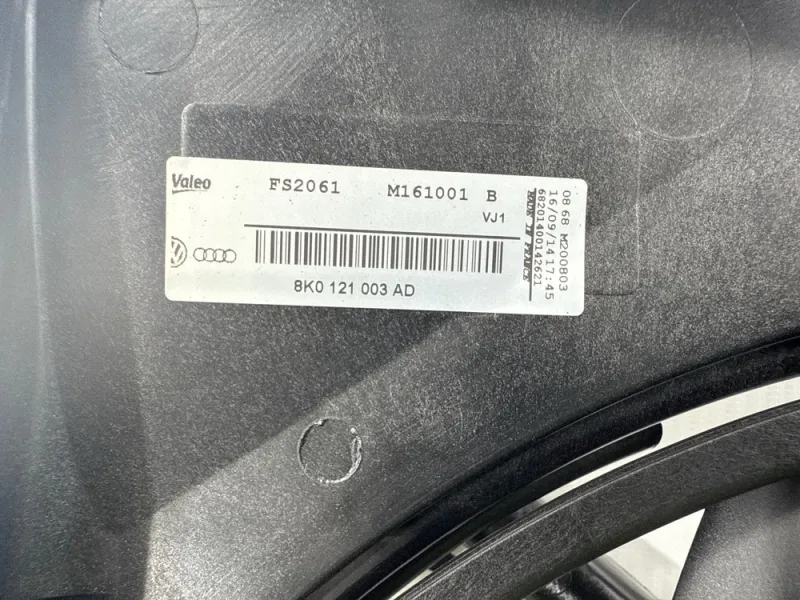 Valeo FS2061 M161001 B
VJ1
8K0 121 003 AD
08 68 M200803
16/09/14 17:45
68201400142621
MADE IN FRANCE